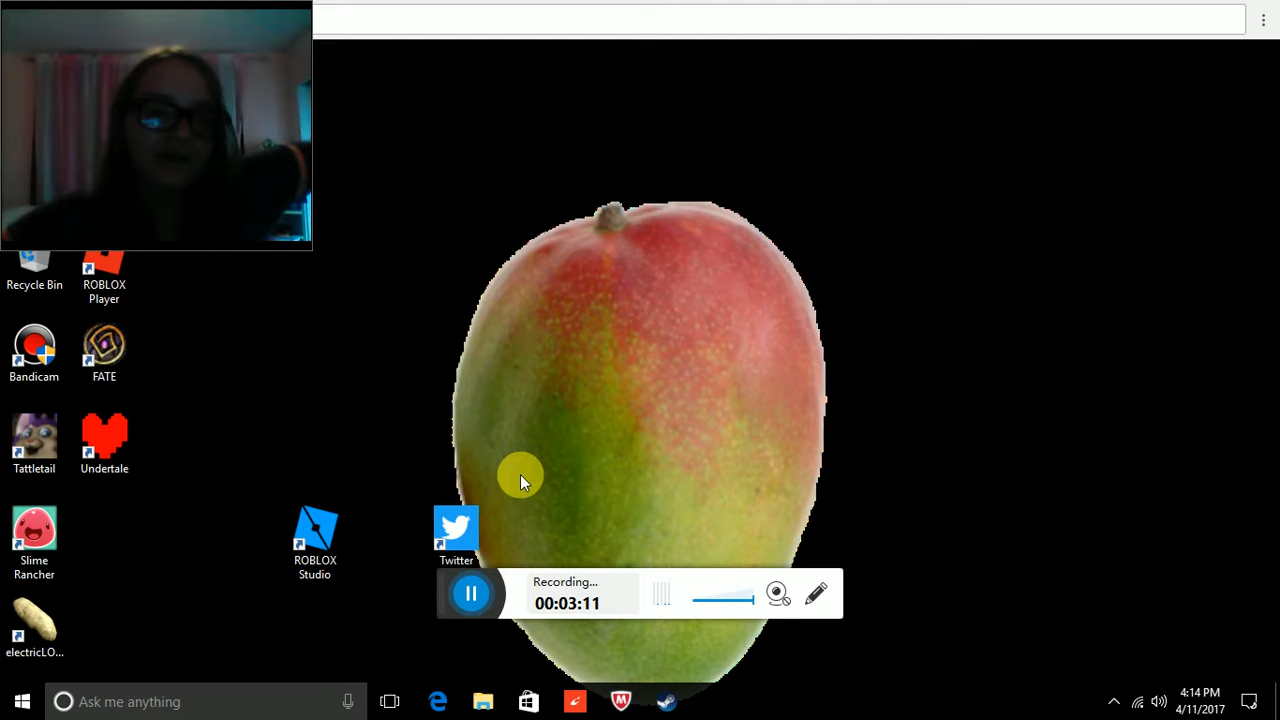 Recycle Bin
ROBLOX
Player
Bandicam
FATE
Tattletail
Undertale
Slime
Rancher
ROBLOX
Studio
Twitter
electricLO...
Recording...
00:03:11
Ask me anything
4:14 PM
4/11/2017